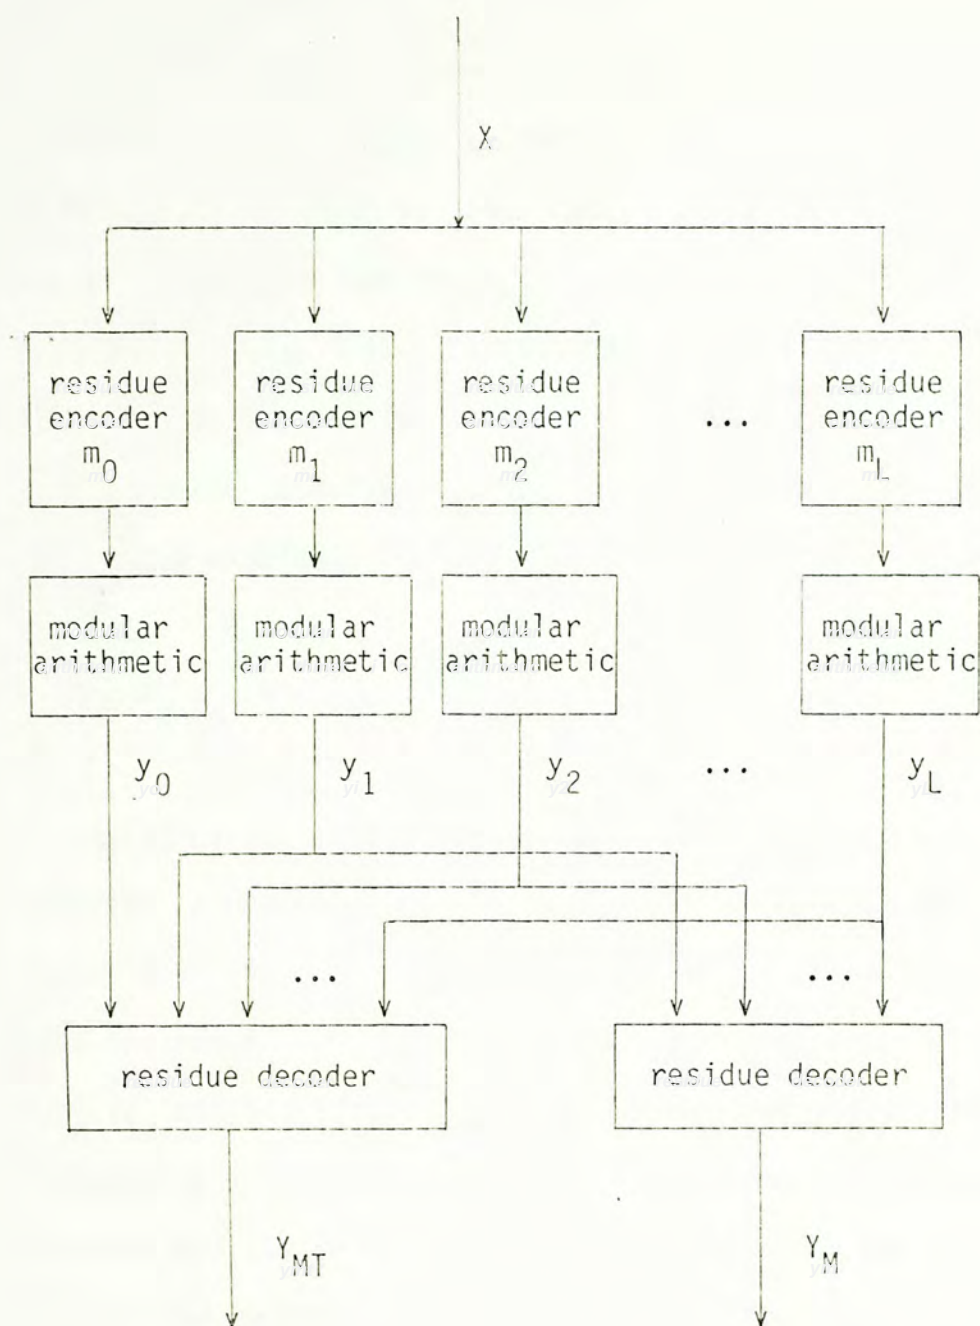 X
residue encoder m0
residue encoder m1
residue encoder m2
...
residue encoder mL
modular arithmetic
modular arithmetic
modular arithmetic
modular arithmetic
y0
y1
y2
...
yL
...
...
residue decoder
residue decoder
YMT
YM